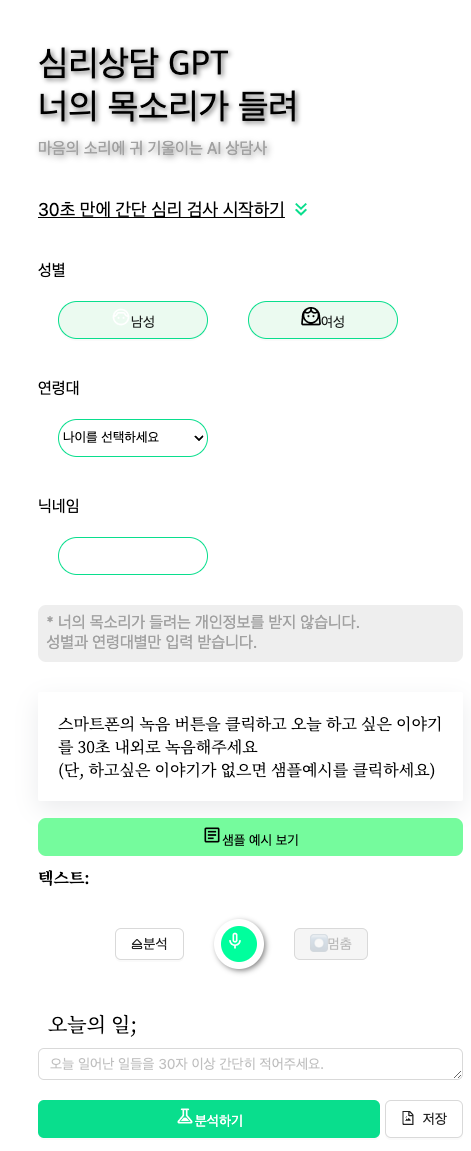 심리상담 GPT
너의 목소리가 들려
마음의 소리에 귀 기울이는 AI 상담사
30초 만에 간단 심리 검사 시작하기
성별
남성
여성
연령대
나이를 선택하세요
닉네임
* 너의 목소리가 들려는 개인정보를 받지 않습니다.
성별과 연령대별만 입력 받습니다.
스마트폰의 녹음 버튼을 클릭하고 오늘 하고 싶은 이야기
를 30초 내외로 녹음해주세요
(단, 하고싶은 이야기가 없으면 샘플예시를 클릭하세요)
샘플 예시 보기
텍스트:
분석
멈춤
오늘의 일;
오늘 일어난 일들을 30자 이상 간단히 적어주세요.
분석하기
저장